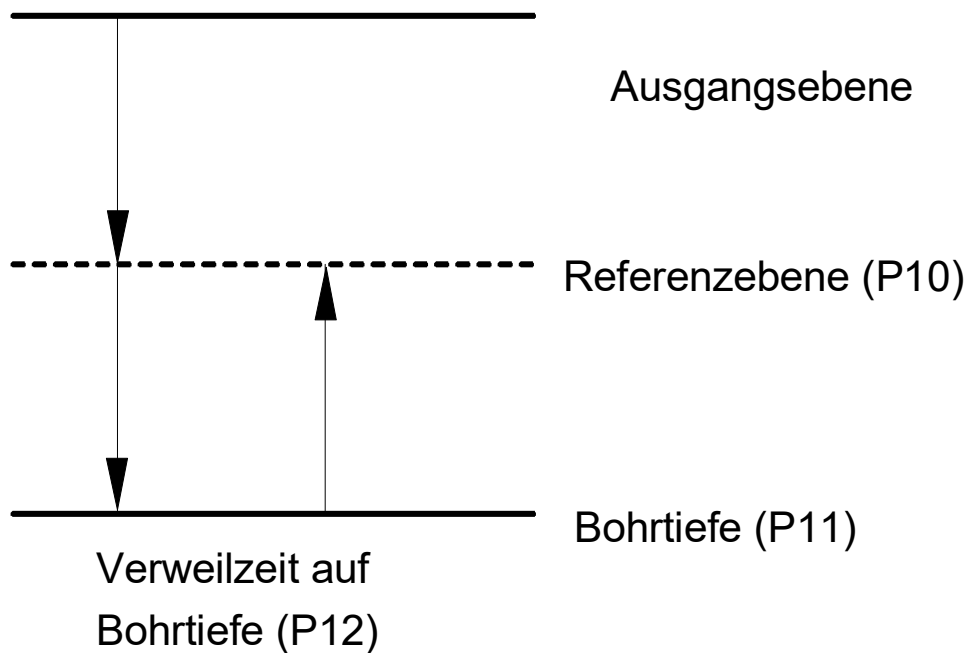 Ausgangsebene
Referenzebene (P10)
Bohrtiefe (P11)
Verweilzeit auf
Bohrtiefe (P12)